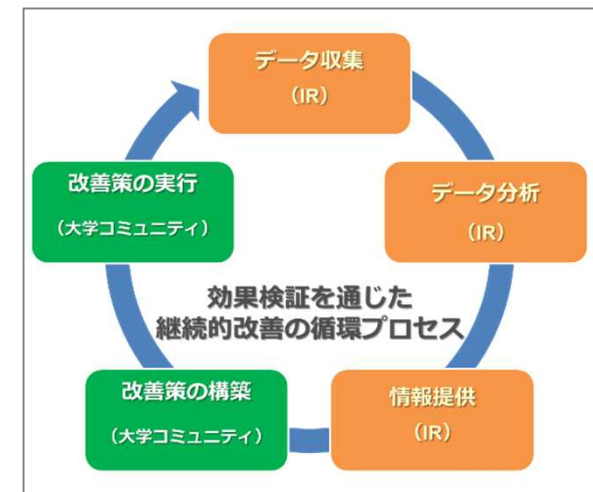 データ収集
（IR）
データ分析
（IR）
情報提供
（IR）
改善策の構築
（大学コミュニティ）
改善策の実行
（大学コミュニティ）
効果検証を通じた
継続的改善の循環プロセス